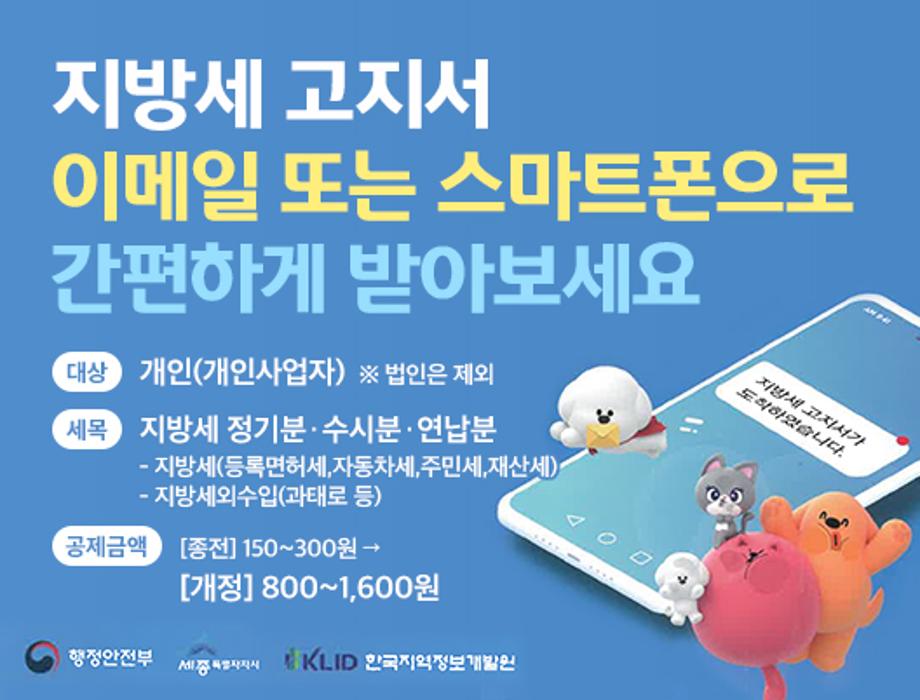 지방세 고지서
이메일 또는 스마트폰으로
간편하게 받아보세요
대상 개인(개인사업자) ※ 법인은 제외
세목 지방세 정기분·수시분·연납분
- 지방세(등록면허세,자동차세,주민세,재산세)
- 지방세외수입(과태로 등)
공제금액 [종전] 150~300원→
[개정] 800~1,600원
지방세 고지서가
도착하였습니다.
행정안전부 세종특별자치시 KLID 한국지역정보개발원